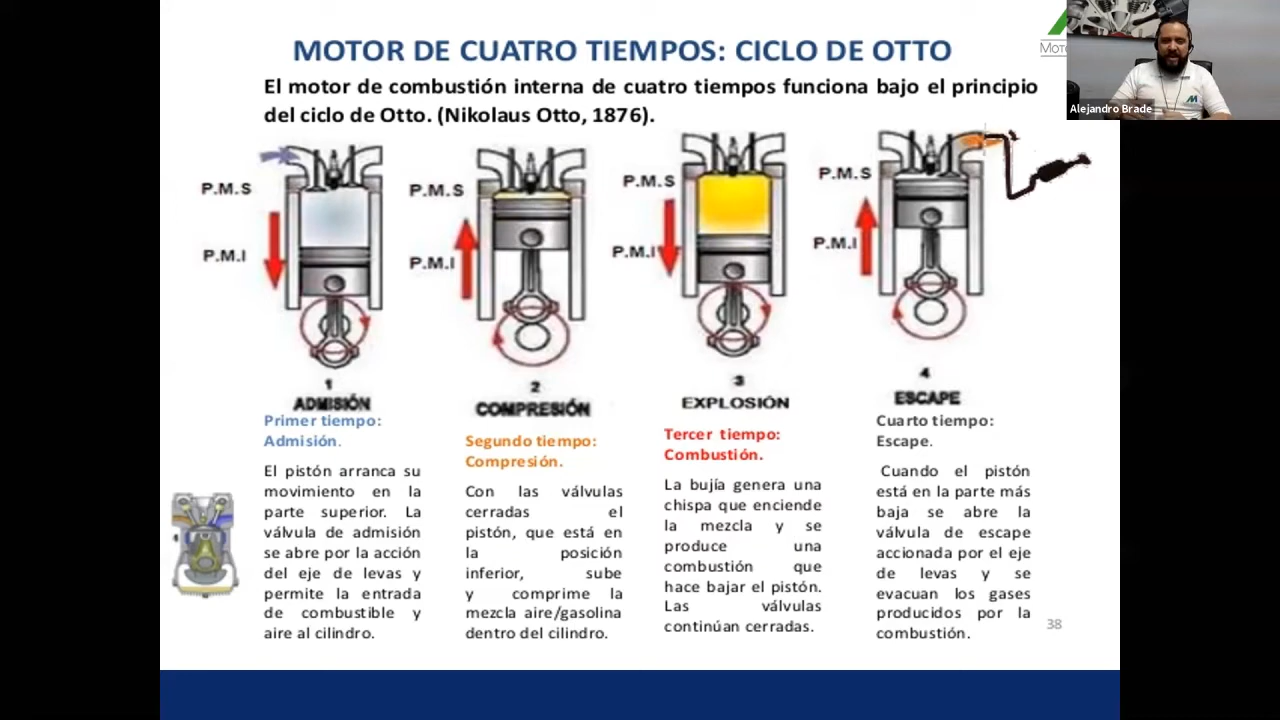 MOTOR DE CUATRO TIEMPOS: CICLO DE OTTO
El motor de combustión interna de cuatro tiempos funciona bajo el principio
del ciclo de Otto. (Nikolaus Otto, 1876).
Alejandro Brade
P.M.S
P.M.I
1
ADMISIÓN
P.M.S
P.M.I
2
COMPRESIÓN
P.M.S
P.M.I
3
EXPLOSIÓN
P.M.S
P.M.I
4
ESCAPE
Primer tiempo:
Admisión.
El pistón arranca su
movimiento en la
parte superior. La
válvula de admisión
se abre por la acción
del eje de levas y
permite la entrada
de combustible y
aire al cilindro.
Segundo tiempo:
Compresión.
Con las válvulas
cerradas el
pistón, que está en
la posición
inferior, sube
y comprime la
mezcla aire/gasolina
dentro del cilindro.
Tercer tiempo:
Combustión.
La bujía genera una
chispa que enciende
la mezcla y se
produce una
combustión que
hace bajar el pistón.
Las válvulas
continúan cerradas.
Cuarto tiempo:
Escape.
Cuando el pistón
está en la parte más
baja se abre la
válvula de escape
accionada por el eje
de levas y se
evacuan los gases
producidos por la
combustión.
38